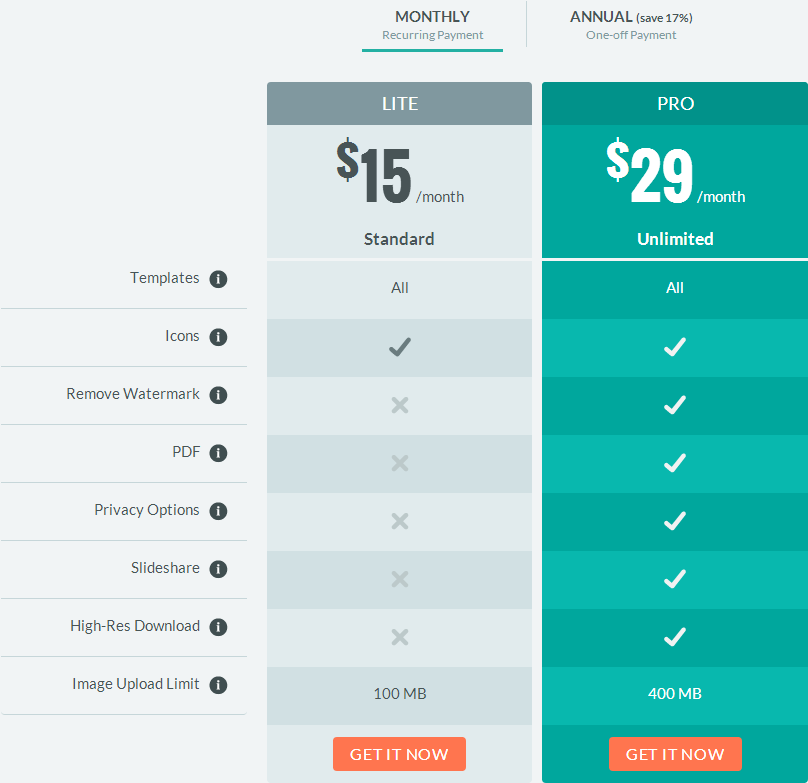 MONTHLY
Recurring Payment
ANNUAL (save 17%)
One-off Payment
LITE
PRO
$15 /month
$29 /month
Standard
Unlimited
Templates i All All
Icons i
Remove Watermark i
PDF i
Privacy Options i
Slideshare i
High-Res Download i
Image Upload Limit i 100 MB 400 MB
GET IT NOW GET IT NOW